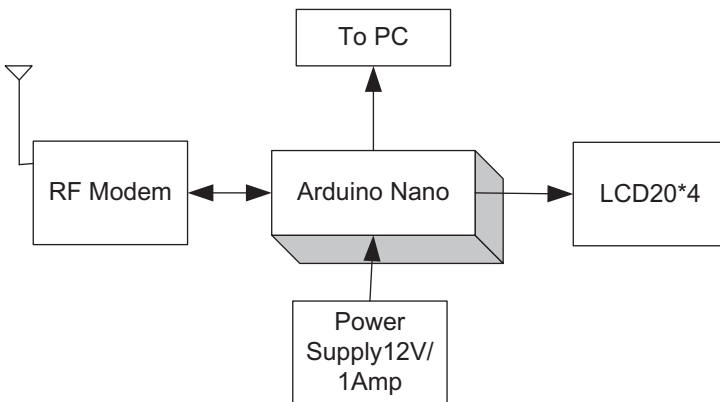 To PC
RF Modem
Arduino Nano
LCD20*4
Power
Supply12V/
1Amp